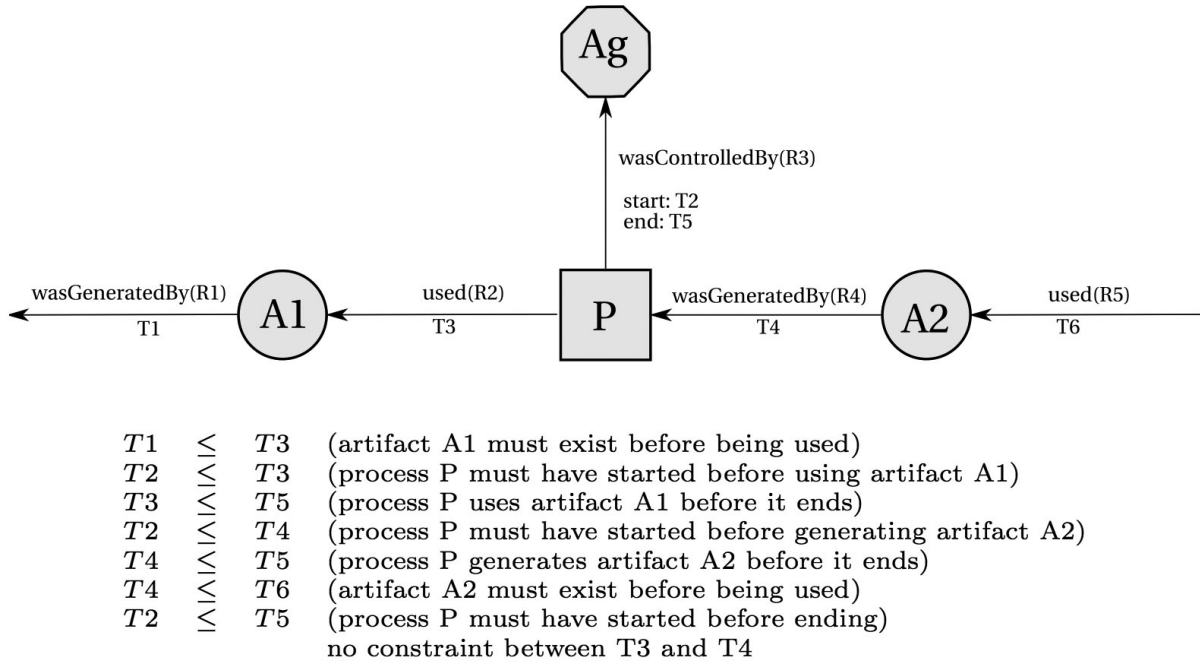 Ag
wasControlledBy(R3)
start: T2
end: T5
wasGeneratedBy(R1)
T1
A1
used(R2)
T3
P
wasGeneratedBy(R4)
T4
A2
used(R5)
T6
T1 ≤ T3 (artifact A1 must exist before being used)
T2 ≤ T3 (process P must have started before using artifact A1)
T3 ≤ T5 (process P uses artifact A1 before it ends)
T2 ≤ T4 (process P must have started before generating artifact A2)
T4 ≤ T5 (process P generates artifact A2 before it ends)
T4 ≤ T6 (artifact A2 must exist before being used)
T2 ≤ T5 (process P must have started before ending)
no constraint between T3 and T4